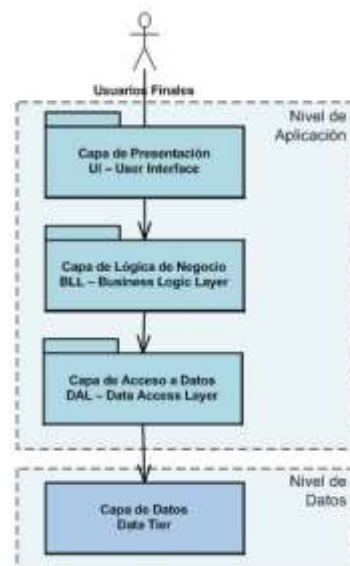 Usuarios Finales
Nivel de
Aplicación
Capa de Presentación
UI – User Interface
Capa de Lógica de Negocio
BLL – Business Logic Layer
Capa de Acceso a Datos
DAL – Data Access Layer
Nivel de
Datos
Capa de Datos
Data Tier